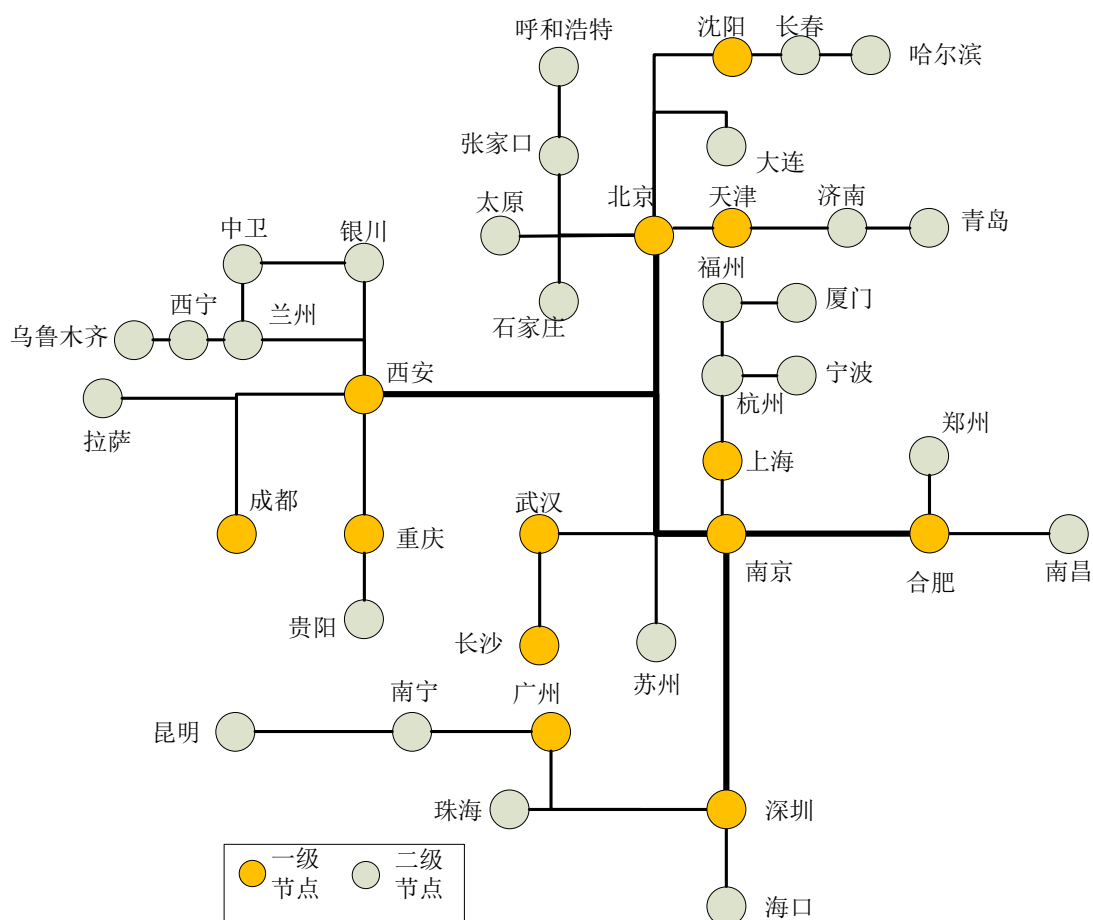 呼和浩特
沈阳
长春
哈尔滨
张家口
大连
太原
北京
天津
济南
青岛
中卫
银川
福州
厦门
西宁
兰州
乌鲁木齐
石家庄
西安
宁波
杭州
拉萨
郑州
上海
成都
武汉
重庆
南京
合肥
南昌
贵阳
长沙
苏州
南宁
广州
昆明
珠海
深圳
一级
节点
二级
节点
海口